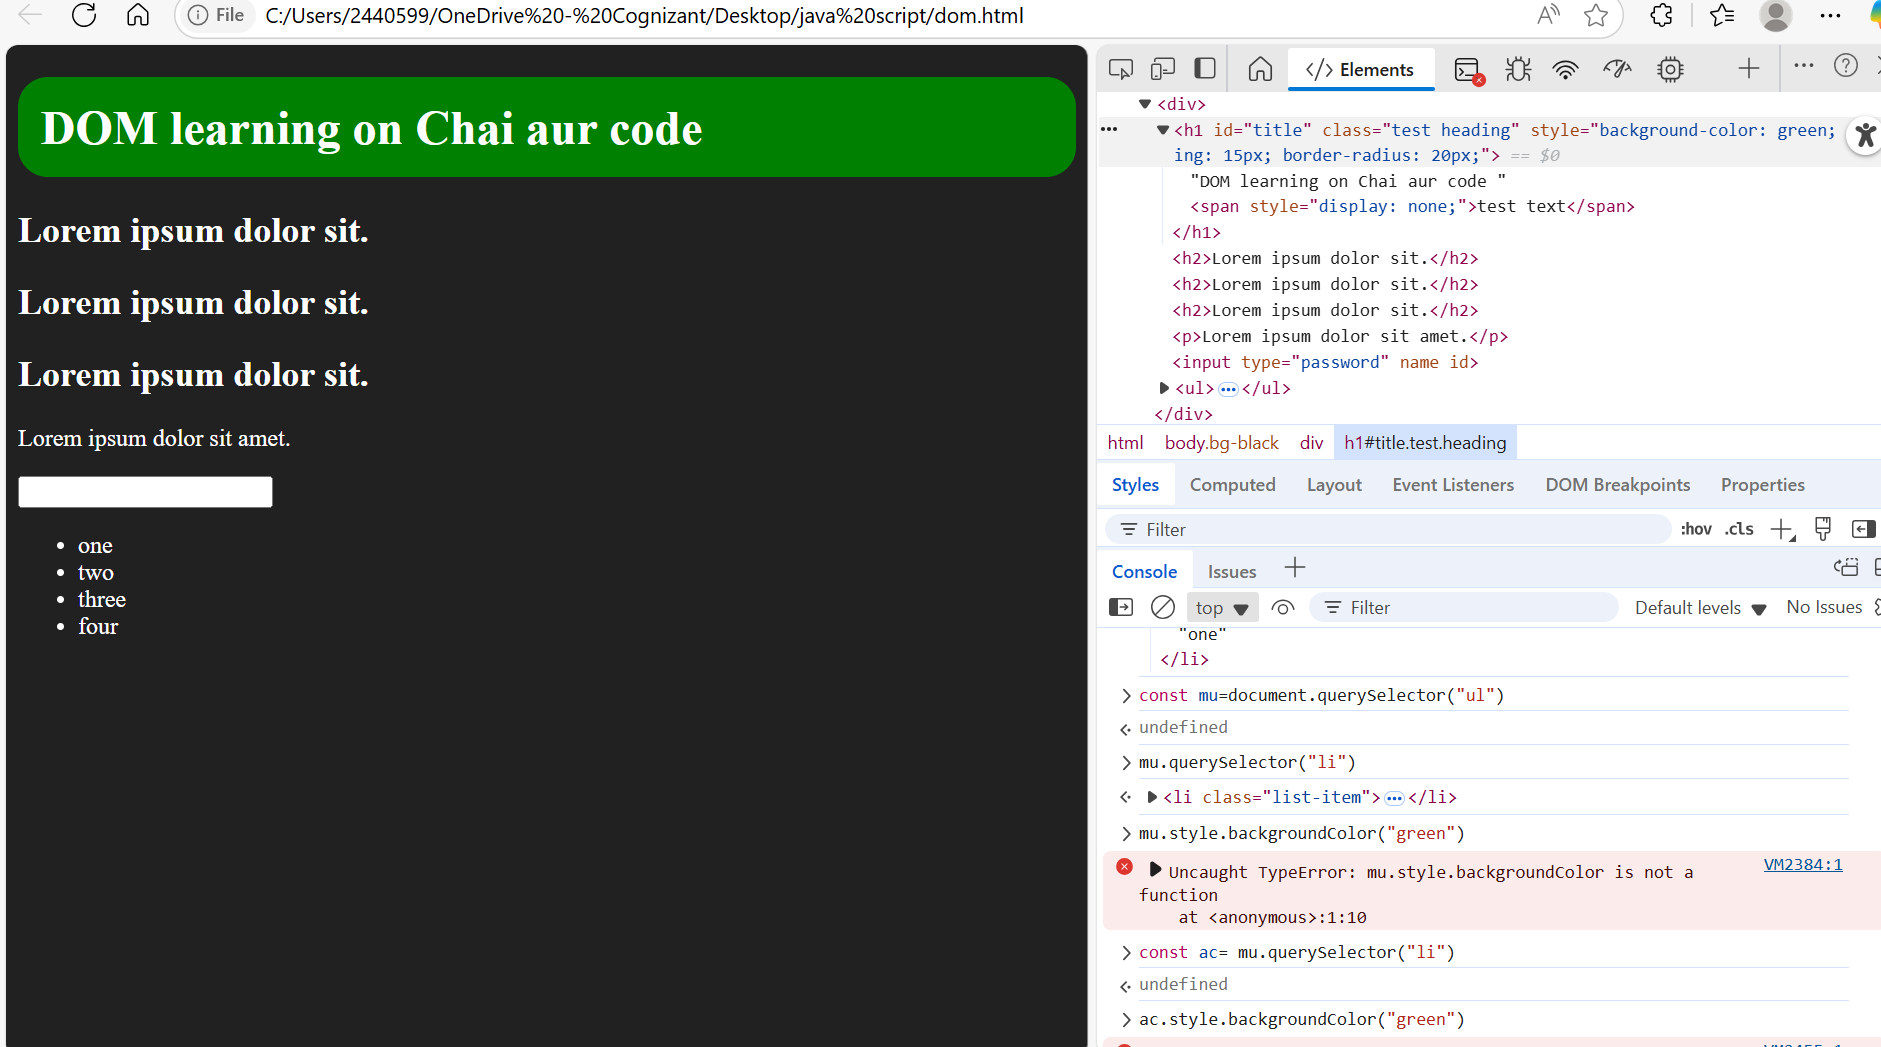 File
C:/Users/2440599/OneDrive%20-%20Cognizant/Desktop/java%20script/dom.html
DOM learning on Chai aur code
Lorem ipsum dolor sit.
Lorem ipsum dolor sit.
Lorem ipsum dolor sit.
Lorem ipsum dolor sit amet.
one
two
three
four
</> Elements
<div>
<h1 id="title" class="test heading" style="background-color: green;
ing: 15px; border-radius: 20px;"> == $0
"DOM learning on Chai aur code "
<span style="display: none;">test text</span>
</h1>
<h2>Lorem ipsum dolor sit.</h2>
<h2>Lorem ipsum dolor sit.</h2>
<h2>Lorem ipsum dolor sit.</h2>
<p>Lorem ipsum dolor sit amet.</p>
<input type="password" name id>
<ul>…</ul>
</div>
html body.bg-black div h1#title.test.heading
Styles Computed Layout Event Listeners DOM Breakpoints Properties
Filter :hov .cls
Console Issues
top Filter Default levels No Issues
"one"
</li>
const mu=document.querySelector("ul")
undefined
mu.querySelector("li")
<li class="list-item">…</li>
mu.style.backgroundColor("green")
Uncaught TypeError: mu.style.backgroundColor is not a VM2384:1
function
at <anonymous>:1:10
const ac= mu.querySelector("li")
undefined
ac.style.backgroundColor("green")